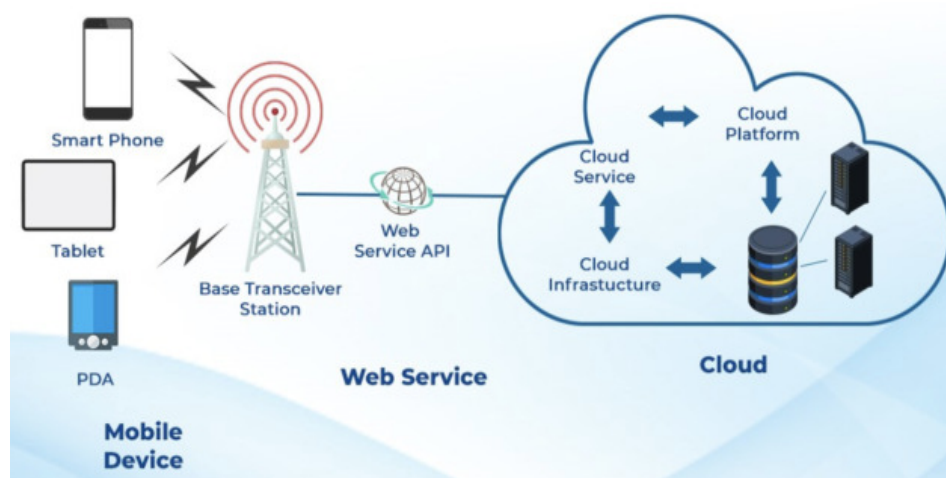 Smart Phone
Tablet
PDA
Mobile
Device
Base Transceiver
Station
Web
Service API
Web Service
Cloud
Service
Cloud
Platform
Cloud
Infrastucture
Cloud